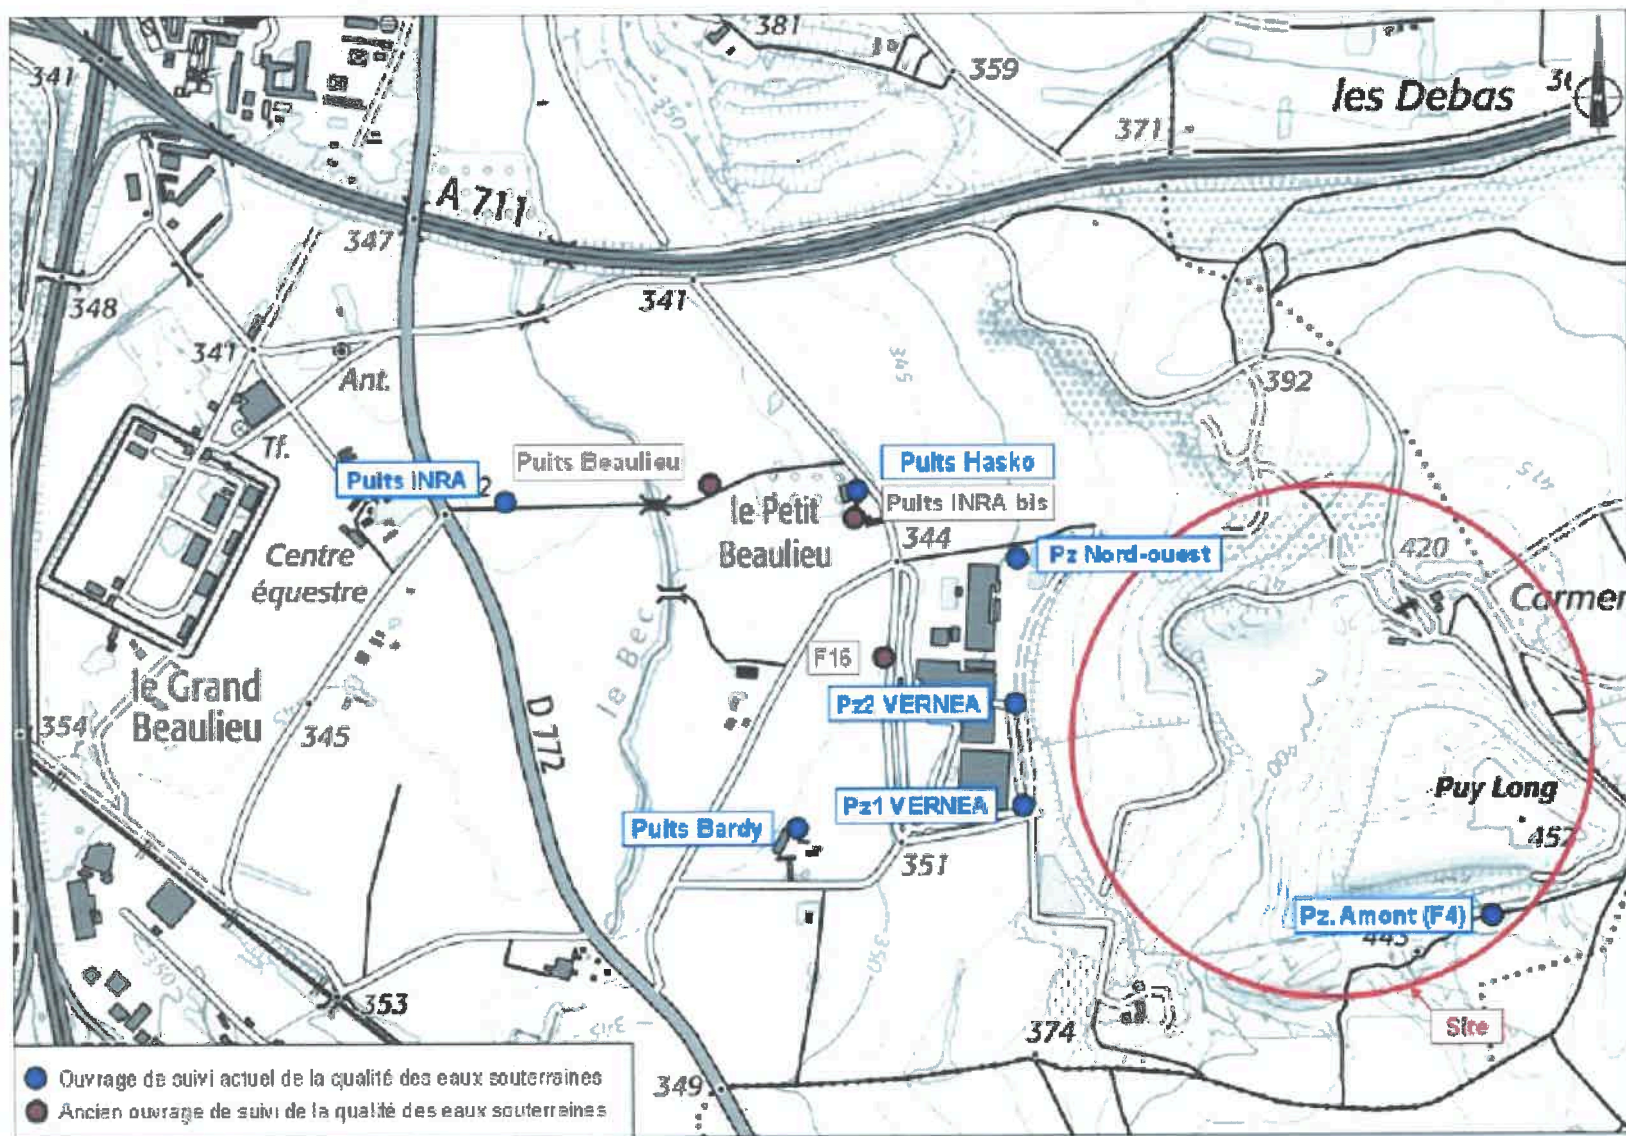 381
341
359
les Debas
371
A 711
347
348
341
341
345
392
Ant.
Tf.
Puits Beaulieu
Puits Hasko
Puits INRA
le Petit
Beaulieu
Puits INRA bis
344
Pz Nord-ouest
420
Centre
équestre
F16
le Bec
le Grand
Beaulieu
Pz2 VERNEA
D 772
354
345
Puy Long
Pz1 VERNEA
Puits Bardy
452
351
Pz. Amont (F4)
445
350
350
353
Site
374
349
Ouvrage de suivi actuel de la qualité des eaux souterraines
Ancien ouvrage de suivi de la qualité des eaux souterraines